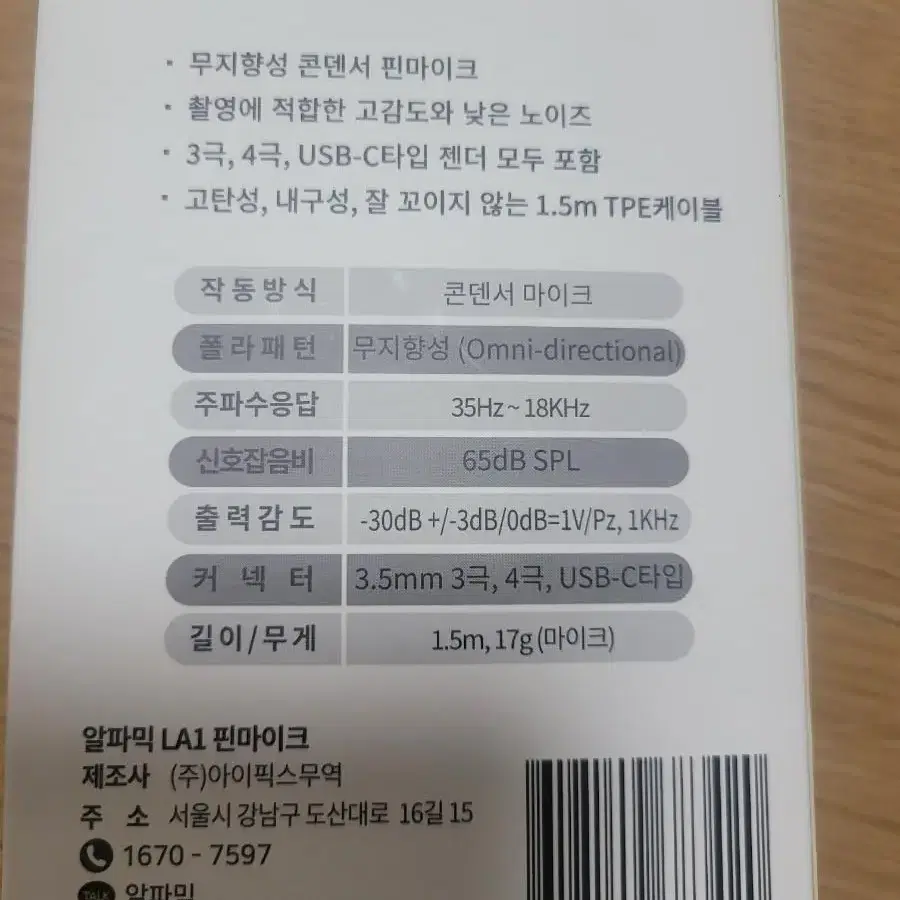 · 무지향성 콘덴서 핀마이크
· 촬영에 적합한 고감도와 낮은 노이즈
· 3극, 4극, USB-C타입 젠더 모두 포함
· 고탄성, 내구성, 잘 꼬이지 않는 1.5m TPE케이블
작동방식 콘덴서 마이크
폴라패턴 무지향성 (Omni-directional)
주파수응답 35Hz ~ 18KHz
신호잡음비 65dB SPL
출력감도 -30dB +/-3dB/0dB=1V/Pz, 1KHz
커넥터 3.5mm 3극, 4극, USB-C타입
길이/무게 1.5m, 17g (마이크)
알파믹 LA1 핀마이크
제조사 (주)아이픽스무역
주 소 서울시 강남구 도산대로 16길 15
1670 - 7597
TALK 알파믹